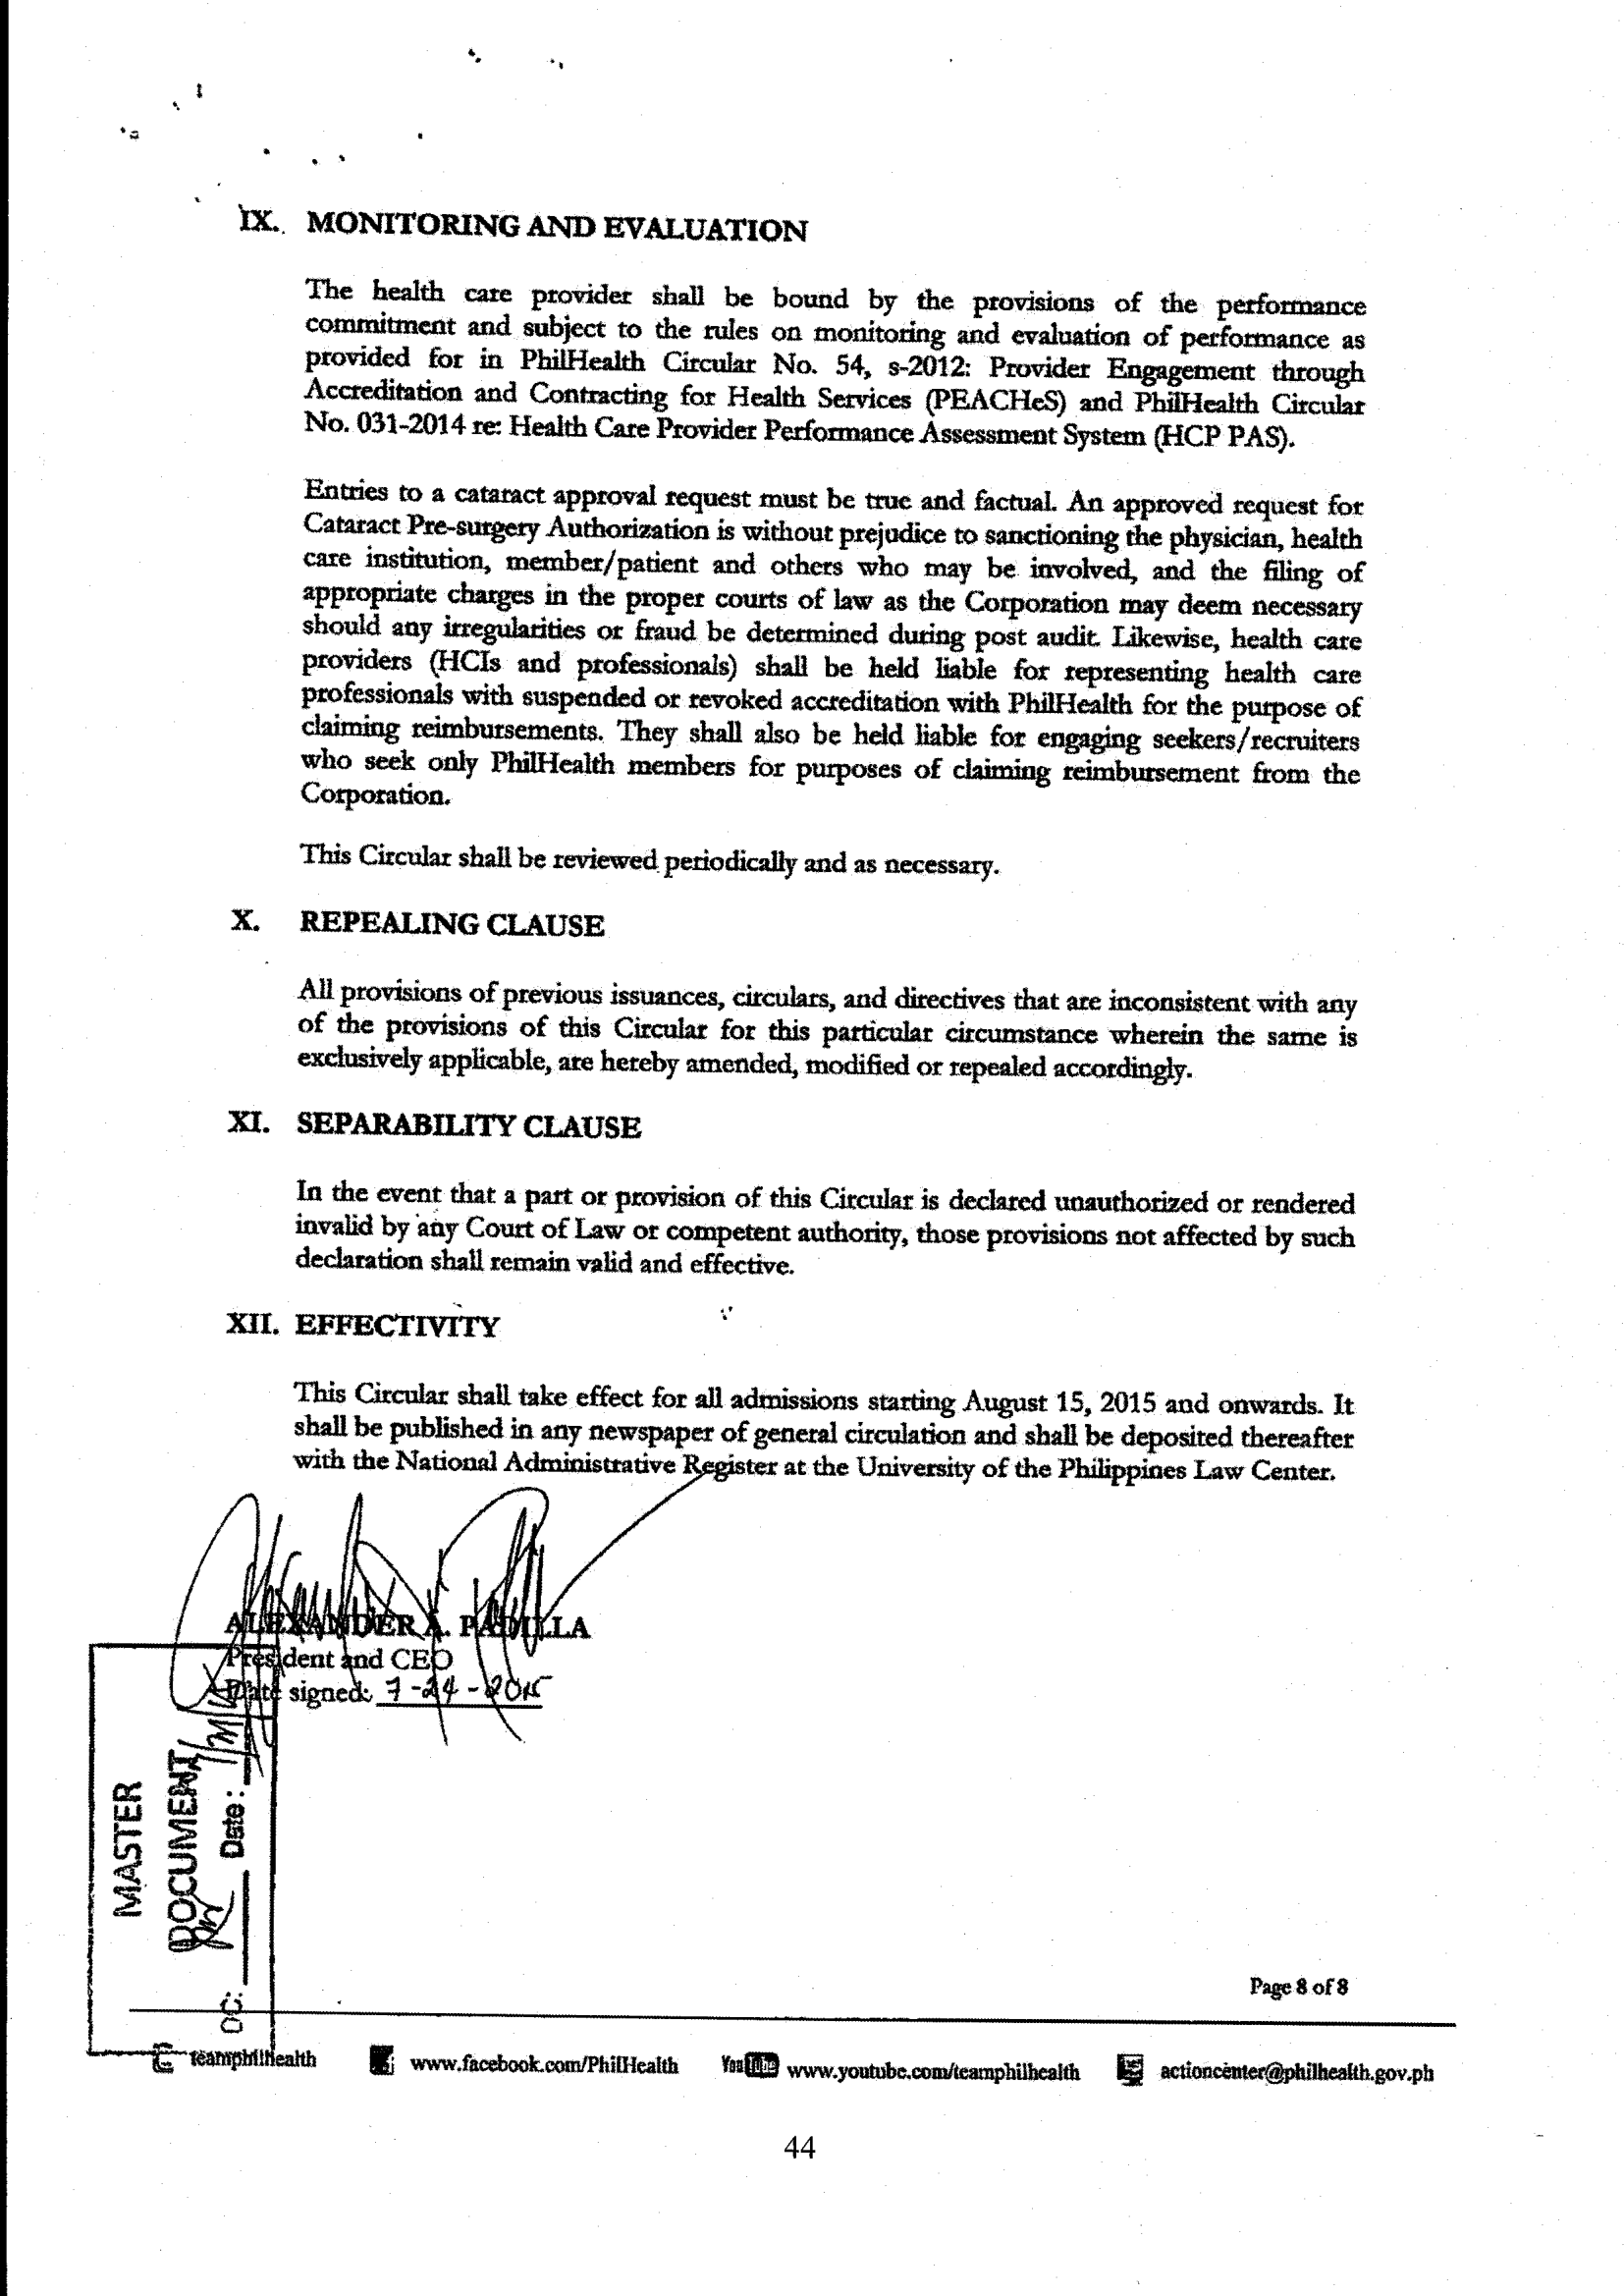 IX. MONITORING AND EVALUATION
The health care provider shall be bound by the provisions of the performance
commitment and subject to the rules on monitoring and evaluation of performance as
provided for in PhilHealth Circular No. 54, s-2012: Provider Engagement through
Accreditation and Contracting for Health Services (PEACHeS) and PhilHealth Circular
No. 031-2014 re: Health Care Provider Performance Assessment System (HCP PAS).
Entries to a cataract approval request must be true and factual. An approved request for
Cataract Pre-surgery Authorization is without prejudice to sanctioning the physician, health
care institution, member/patient and others who may be involved, and the filing of
appropriate charges in the proper courts of law as the Corporation may deem necessary
should any irregularities or fraud be determined during post audit. Likewise, health care
providers (HCIs and professionals) shall be held liable for representing health care
professionals with suspended or revoked accreditation with PhilHealth for the purpose of
claiming reimbursements. They shall also be held liable for engaging seekers/recruiters
who seek only PhilHealth members for purposes of claiming reimbursement from the
Corporation.
This Circular shall be reviewed periodically and as necessary.
X. REPEALING CLAUSE
All provisions of previous issuances, circulars, and directives that are inconsistent with any
of the provisions of this Circular for this particular circumstance wherein the same is
exclusively applicable, are hereby amended, modified or repealed accordingly.
XI. SEPARABILITY CLAUSE
In the event that a part or provision of this Circular is declared unauthorized or rendered
invalid by any Court of Law or competent authority, those provisions not affected by such
declaration shall remain valid and effective.
XII. EFFECTIVITY
This Circular shall take effect for all admissions starting August 15, 2015 and onwards. It
shall be published in any newspaper of general circulation and shall be deposited thereafter
with the National Administrative Register at the University of the Philippines Law Center.
ALEXANDER A. PADILLA
President and CEO
Date signed: 7-24-2015
MASTER
DOCUMENT
DC: Date:
Page 8 of 8
teamphilhealth www.facebook.com/PhilHealth YouTube www.youtube.com/teamphilhealth actioncenter@philhealth.gov.ph
44